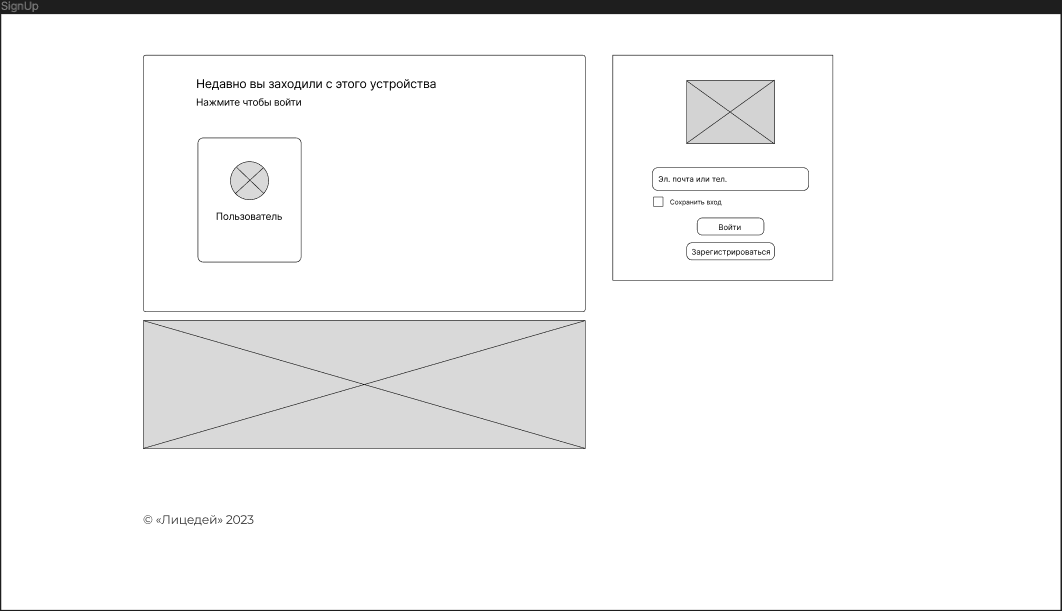 SignUp
Недавно вы заходили с этого устройства
Нажмите чтобы войти
Пользователь
Эл. почта или тел.
Сохранить вход
Войти
Зарегистрироваться
© «Лицедей» 2023